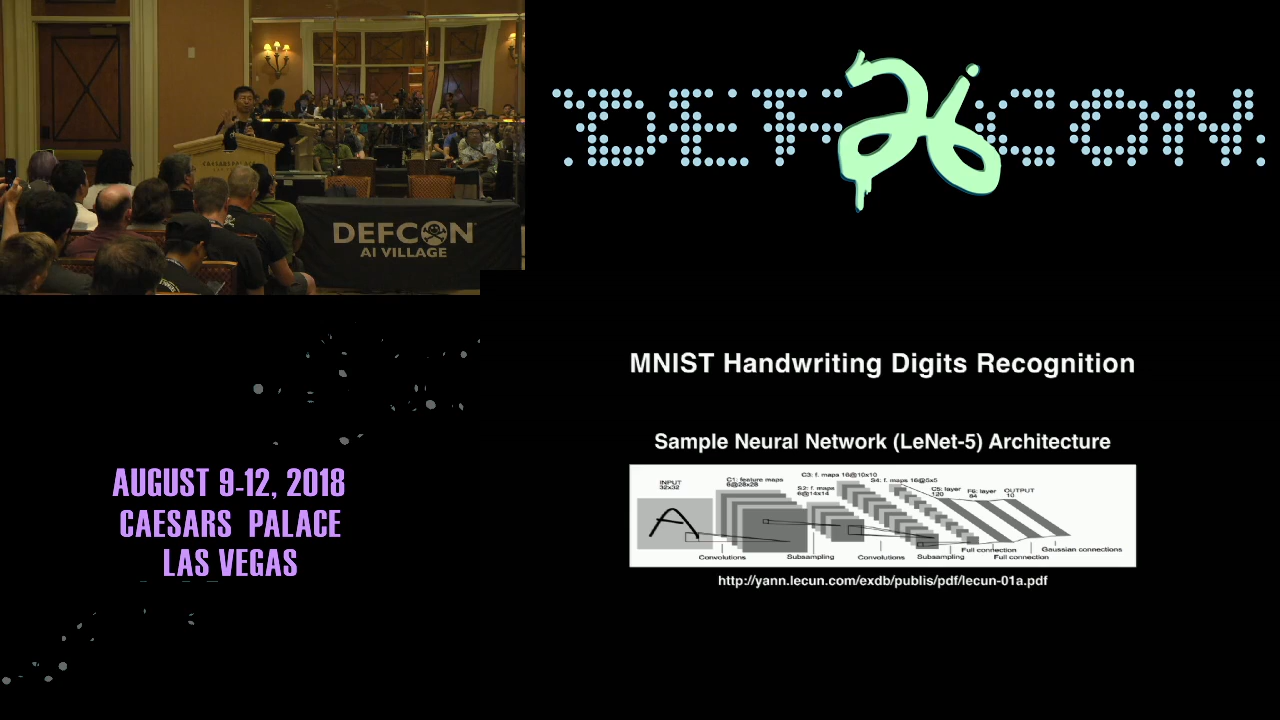 CAESARS PALACE
DEFCON
AI VILLAGE
DEF 26 CON
AUGUST 9-12, 2018
CAESARS PALACE
LAS VEGAS
MNIST Handwriting Digits Recognition
Sample Neural Network (LeNet-5) Architecture
INPUT
32x32
C1: feature maps
6@28x28
S2: f. maps
6@14x14
C3: f. maps 16@10x10
S4: f. maps 16@5x5
C5: layer
120
F6: layer
84
OUTPUT
10
A
Convolutions
Subsampling
Convolutions
Subsampling
Full connection
Full connection
Gaussian connections
http://yann.lecun.com/exdb/publis/pdf/lecun-01a.pdf